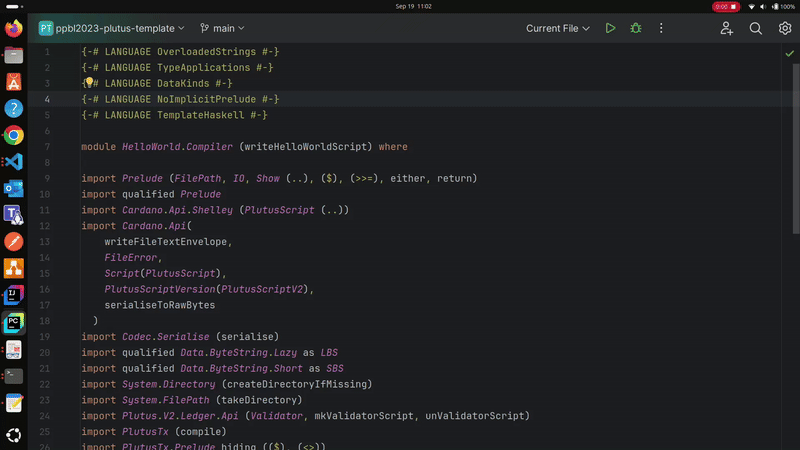 Sep 19 11:02
0:00
100%
PT ppbl2023-plutus-template main Current File
1 {-# LANGUAGE OverloadedStrings #-}
2 {-# LANGUAGE TypeApplications #-}
3 {-# LANGUAGE DataKinds #-}
4 {-# LANGUAGE NoImplicitPrelude #-}
5 {-# LANGUAGE TemplateHaskell #-}
6
7 module HelloWorld.Compiler (writeHelloWorldScript) where
8
9 import Prelude (FilePath, IO, Show (..), ($), (>>=), either, return)
10 import qualified Prelude
11 import Cardano.Api.Shelley (PlutusScript (..))
12 import Cardano.Api(
13 writeFileTextEnvelope,
14 FileError,
15 Script(PlutusScript),
16 PlutusScriptVersion(PlutusScriptV2),
17 serialiseToRawBytes
18 )
19 import Codec.Serialise (serialise)
20 import qualified Data.ByteString.Lazy as LBS
21 import qualified Data.ByteString.Short as SBS
22 import System.Directory (createDirectoryIfMissing)
23 import System.FilePath (takeDirectory)
24 import Plutus.V2.Ledger.Api (Validator, mkValidatorScript, unValidatorScript)
25 import PlutusTx (compile)
26 import PlutusTx.Prelude hiding (($), (<>))